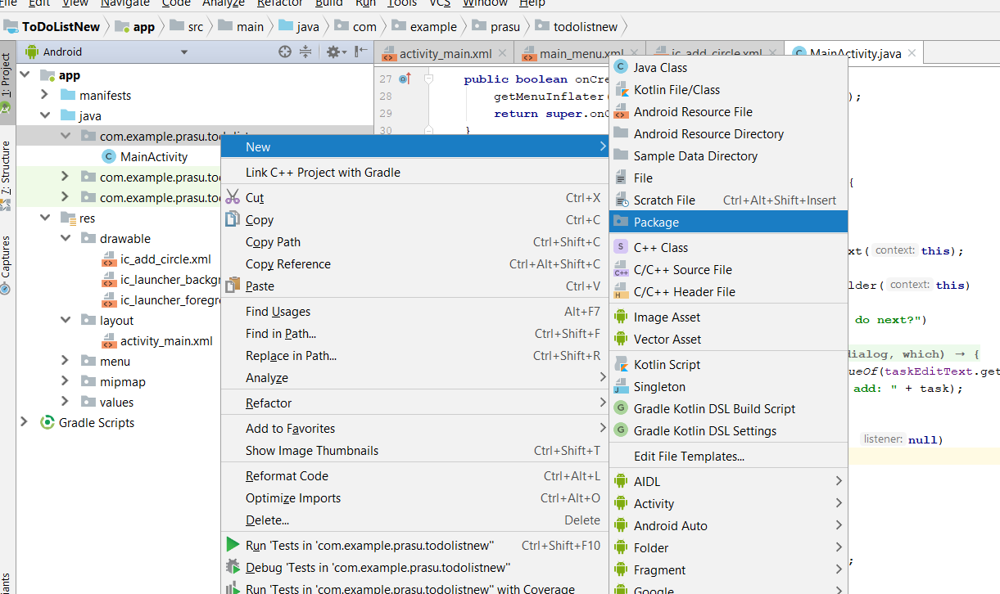 File Edit View Navigate Code Analyze Refactor Build Run Tools VCS Window Help
ToDoListNew app src main java com example prasu todolistnew
1: Project
7: Structure
Captures
Android
app
manifests
java
com.example.prasu.todolist
MainActivity
com.example.prasu.to
com.example.prasu.to
res
drawable
ic_add_circle.xml
ic_launcher_backgr
ic_launcher_foregr
layout
activity_main.xml
menu
mipmap
values
Gradle Scripts
activity_main.xml main_menu.xml ic_add_circle.xml MainActivity.java
27 public boolean onCre
28 getMenuInflater( );
29 return super.onC
30 }
{
xt( context: this);
lder( context: this)
do next?")
dialog, which) → {
ueOf(taskEditText.get
add: " + task);
listener: null)
;
New
Link C++ Project with Gradle
Cut Ctrl+X
Copy Ctrl+C
Copy Path Ctrl+Shift+C
Copy Reference Ctrl+Alt+Shift+C
Paste Ctrl+V
Find Usages Alt+F7
Find in Path... Ctrl+Shift+F
Replace in Path... Ctrl+Shift+R
Analyze
Refactor
Add to Favorites
Show Image Thumbnails Ctrl+Shift+T
Reformat Code Ctrl+Alt+L
Optimize Imports Ctrl+Alt+O
Delete... Delete
Run 'Tests in 'com.example.prasu.todolistnew'' Ctrl+Shift+F10
Debug 'Tests in 'com.example.prasu.todolistnew''
Run 'Tests in 'com.example.prasu.todolistnew'' with Coverage
Java Class
Kotlin File/Class
Android Resource File
Android Resource Directory
Sample Data Directory
File
Scratch File Ctrl+Alt+Shift+Insert
Package
C++ Class
C/C++ Source File
C/C++ Header File
Image Asset
Vector Asset
Kotlin Script
Singleton
Gradle Kotlin DSL Build Script
Gradle Kotlin DSL Settings
Edit File Templates...
AIDL
Activity
Android Auto
Folder
Fragment
Google